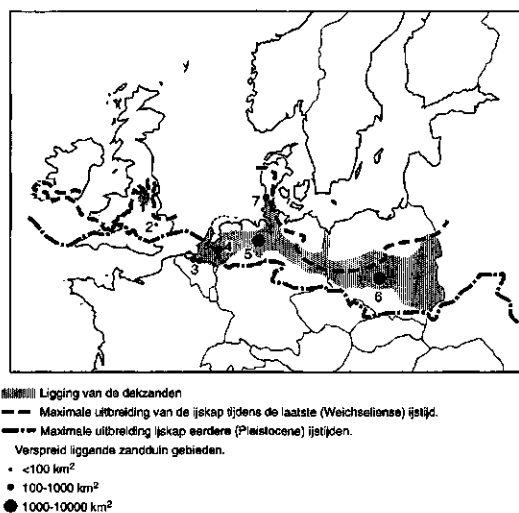 7
2
5
3
6
Ligging van de dekzanden
Maximale uitbreiding van de ijskap tijdens de laatste (Weichseliense) ijstijd.
Maximale uitbreiding ijskap eerdere (Pleistocene) ijstijden.
Verspreid liggende zandduin gebieden.
<100 km²
100-1000 km²
1000-10000 km²